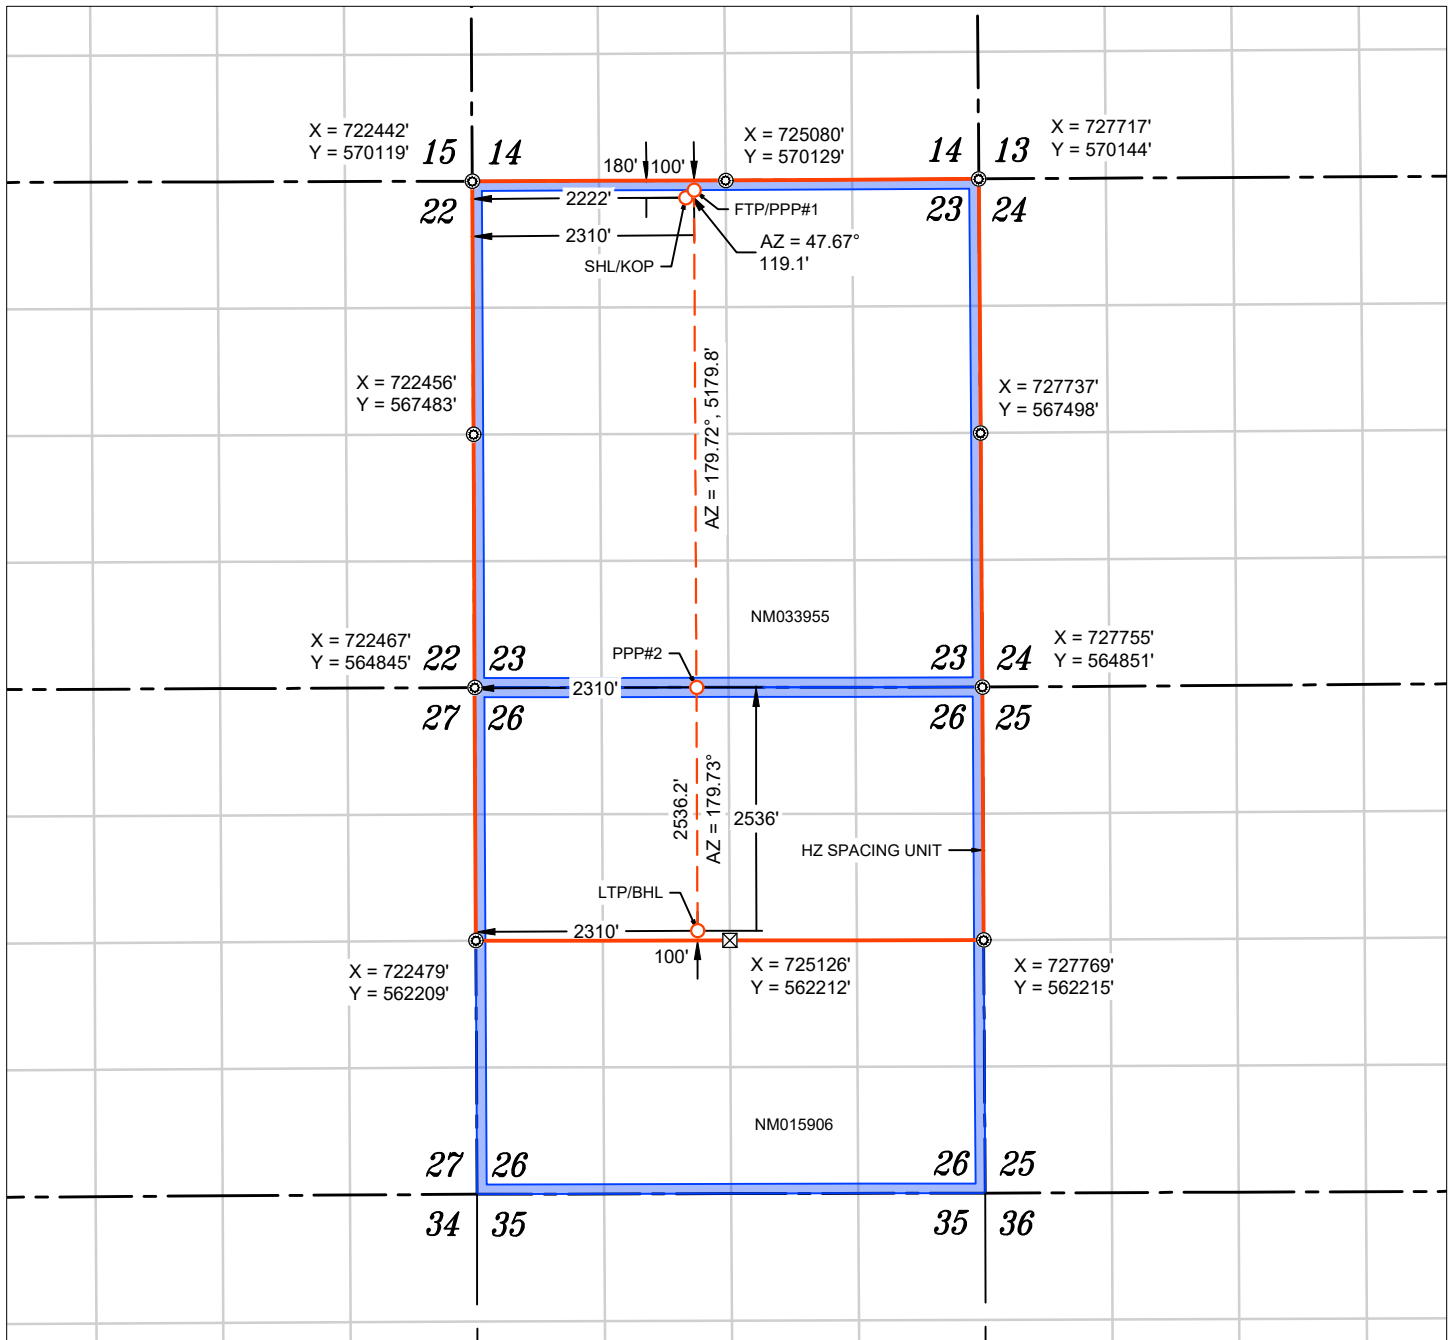 X = 722442'
Y = 570119'
15 14
180' 100'
X = 725080'
Y = 570129'
14 13
X = 727717'
Y = 570144'
22
2222'
FTP/PPP#1
23 24
2310'
AZ = 47.67°
119.1'
SHL/KOP
AZ = 179.72°, 5179.8'
X = 722456'
Y = 567483'
X = 727737'
Y = 567498'
NM033955
X = 722467'
Y = 564845'
22 23
PPP#2
23 24
X = 727755'
Y = 564851'
2310'
27 26
26 25
2536.2'
AZ = 179.73°
2536'
HZ SPACING UNIT
LTP/BHL
2310'
100'
X = 722479'
Y = 562209'
X = 725126'
Y = 562212'
X = 727769'
Y = 562215'
NM015906
27 26
26 25
34 35
35 36